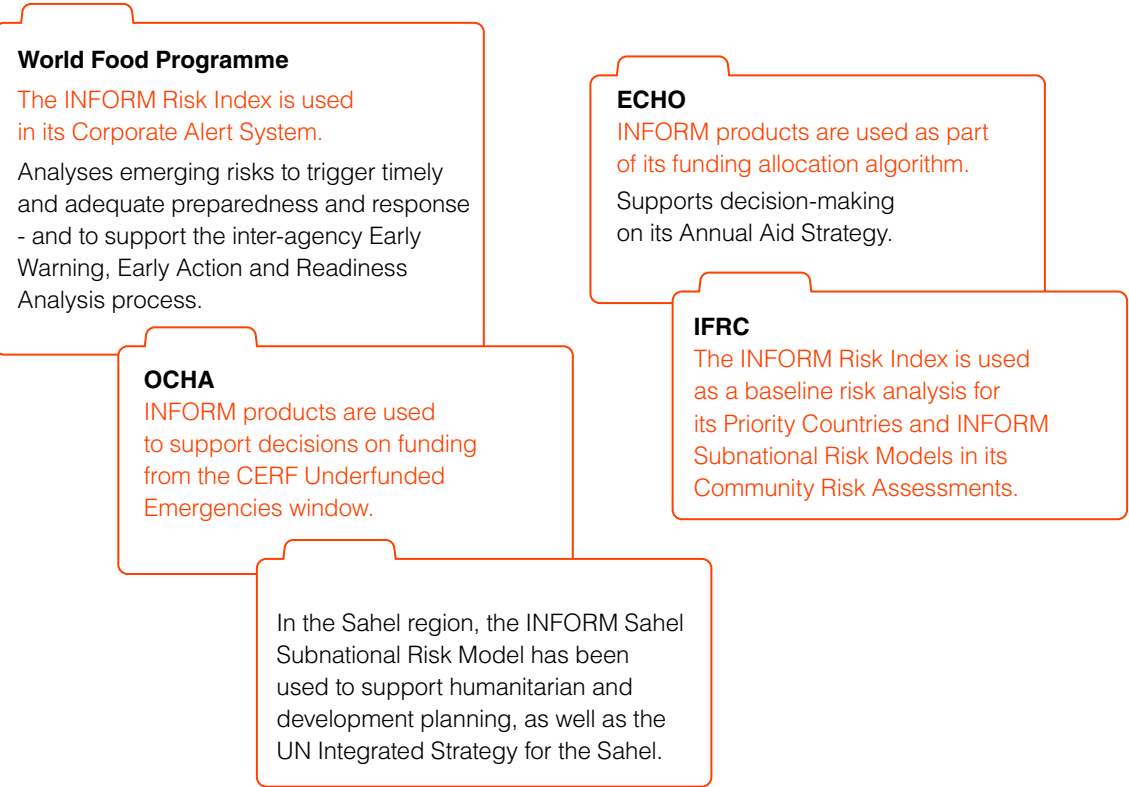 World Food Programme
The INFORM Risk Index is used
in its Corporate Alert System.
Analyses emerging risks to trigger timely
and adequate preparedness and response
- and to support the inter-agency Early
Warning, Early Action and Readiness
Analysis process.
OCHA
INFORM products are used
to support decisions on funding
from the CERF Underfunded
Emergencies window.
In the Sahel region, the INFORM Sahel
Subnational Risk Model has been
used to support humanitarian and
development planning, as well as the
UN Integrated Strategy for the Sahel.
ECHO
INFORM products are used as part
of its funding allocation algorithm.
Supports decision-making
on its Annual Aid Strategy.
IFRC
The INFORM Risk Index is used
as a baseline risk analysis for
its Priority Countries and INFORM
Subnational Risk Models in its
Community Risk Assessments.